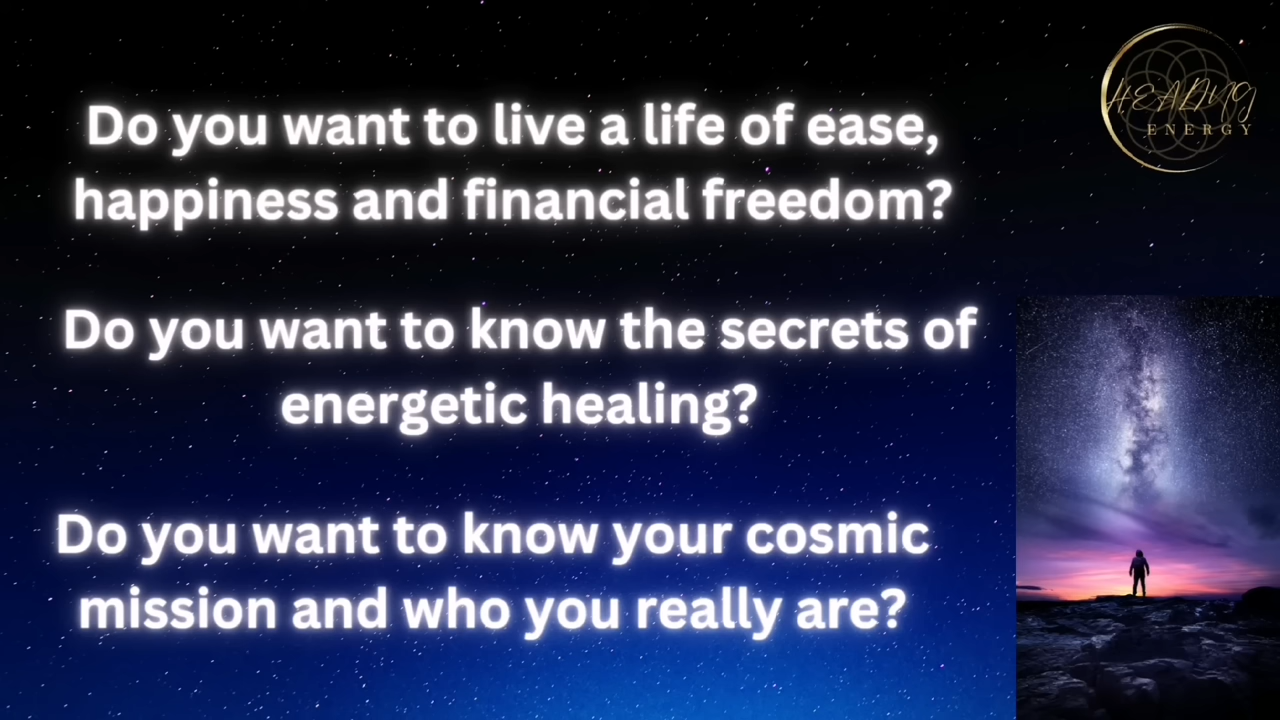 HEALING
ENERGY
Do you want to live a life of ease,
happiness and financial freedom?
Do you want to know the secrets of
energetic healing?
Do you want to know your cosmic
mission and who you really are?